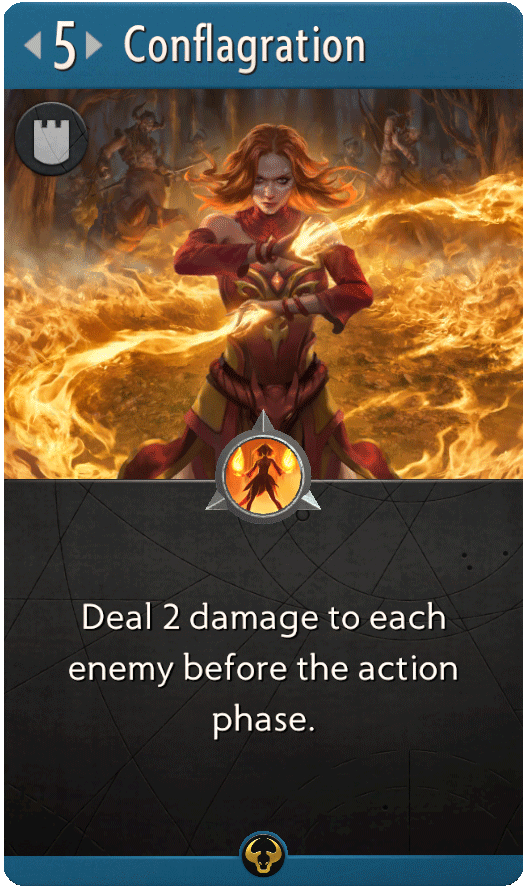 5 Conflagration
Deal 2 damage to each
enemy before the action
phase.